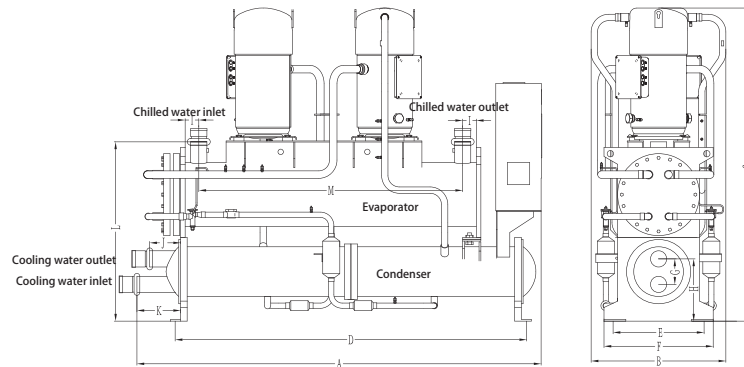 Chilled water inlet
Chilled water outlet
I
I
M
Evaporator
L
J
Cooling water outlet
Condenser
Cooling water inlet
K
D
A
G
H
E
F
B